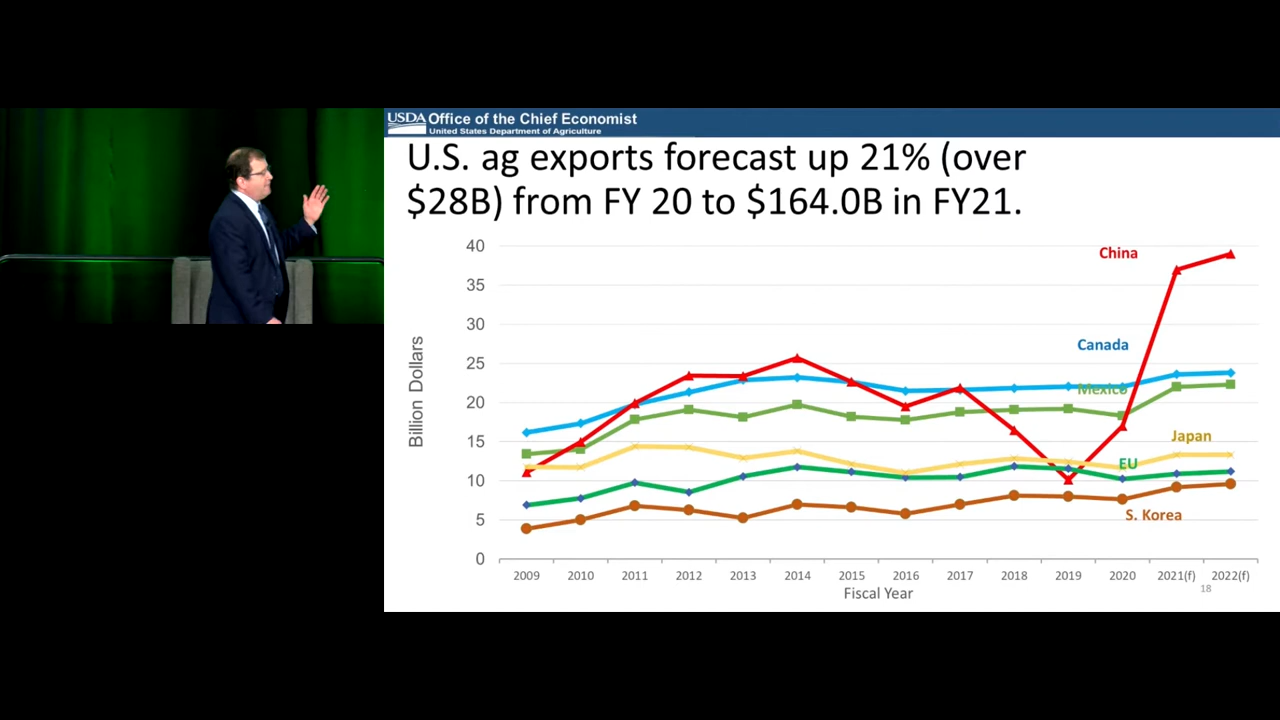 USDA Office of the Chief Economist
United States Department of Agriculture
U.S. ag exports forecast up 21% (over
$28B) from FY 20 to $164.0B in FY21.
40
35
30
25
20
15
10
5
0
Billion Dollars
China
Canada
Mexico
Japan
EU
S. Korea
2009 2010 2011 2012 2013 2014 2015 2016 2017 2018 2019 2020 2021(f) 2022(f)
Fiscal Year
18